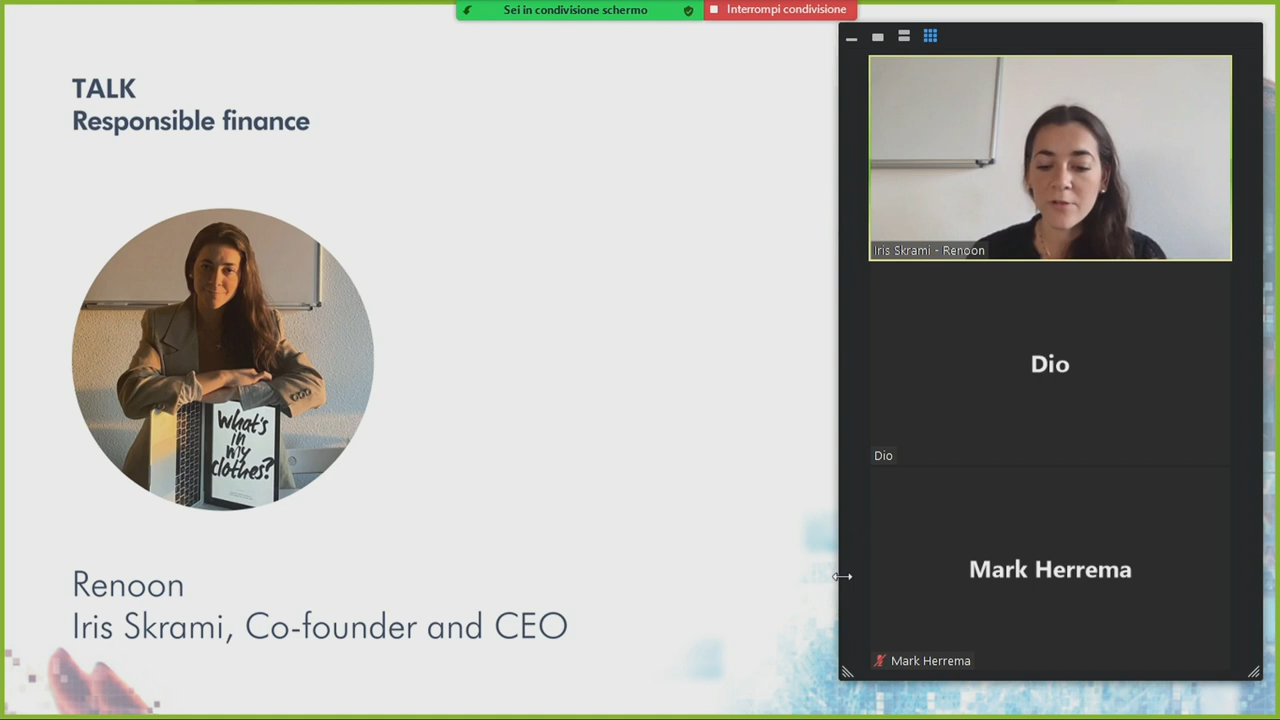 Sei in condivisione schermo
Interrompi condivisione
TALK
Responsible finance
What's
in
my
clothes?
Renoon
Iris Skrami, Co-founder and CEO
Iris Skrami - Renoon
Dio
Dio
Mark Herrema
Mark Herrema